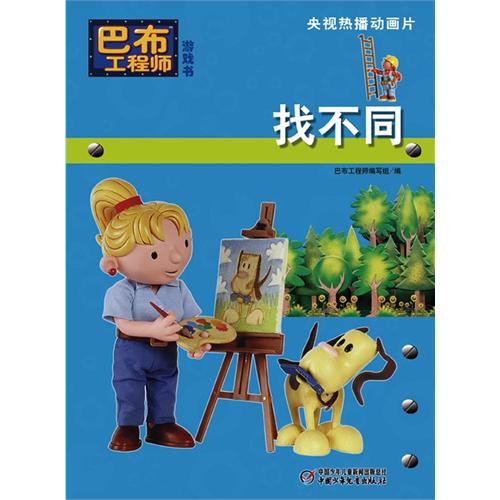 央视热播动画片
巴布
工程师
游戏书
找不同
巴布工程师编写组/编
中国少年儿童新闻出版总社
中国少年儿童出版社